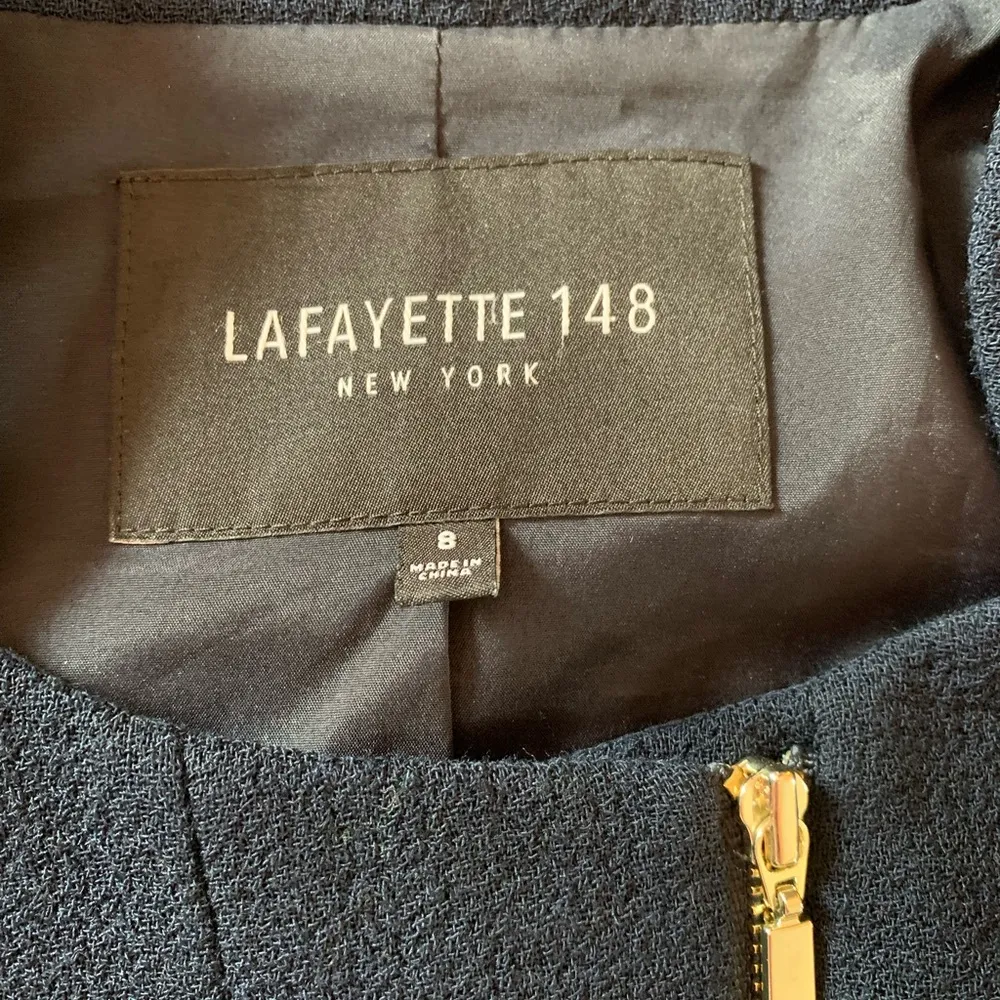 LAFAYETTE 148
NEW YORK
8
MADE IN
CHINA